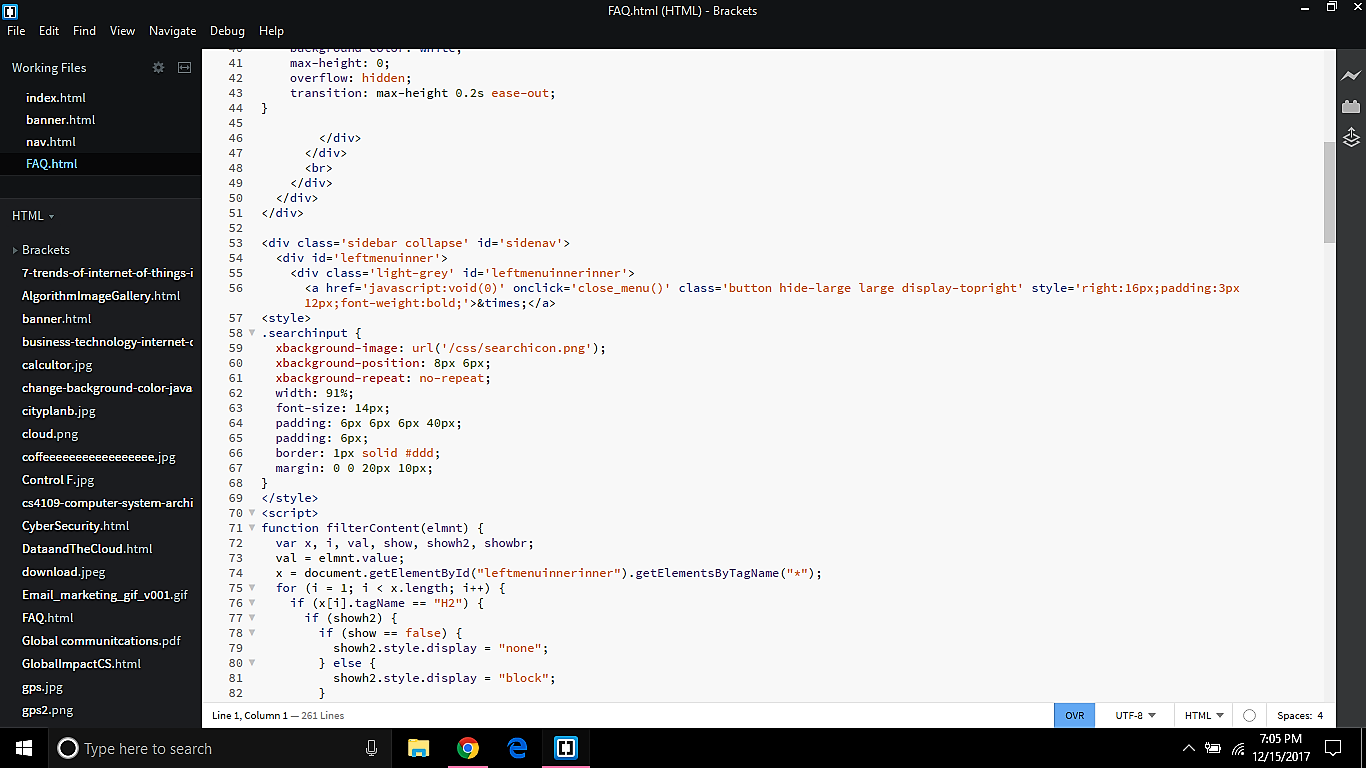 FAQ.html (HTML) - Brackets
File Edit Find View Navigate Debug Help
Working Files
index.html
banner.html
nav.html
FAQ.html
HTML
Brackets
7-trends-of-internet-of-things-i
AlgorithmImageGallery.html
banner.html
business-technology-internet-c
calcultor.jpg
change-background-color-java
cityplanb.jpg
cloud.png
coffeeeeeeeeeeeeeeeee.jpg
Control F.jpg
cs4109-computer-system-archi
CyberSecurity.html
DataandTheCloud.html
download.jpeg
Email_marketing_gif_v001.gif
FAQ.html
Global communitcations.pdf
GlobalImpactCS.html
gps.jpg
gps2.png
40 background-color: white;
41 max-height: 0;
42 overflow: hidden;
43 transition: max-height 0.2s ease-out;
44 }
45
46 </div>
47 </div>
48 <br>
49 </div>
50 </div>
51 </div>
52
53 <div class='sidebar collapse' id='sidenav'>
54 <div id='leftmenuinner'>
55 <div class='light-grey' id='leftmenuinnerinner'>
56 <a href='javascript:void(0)' onclick='close_menu()' class='button hide-large large display-topright' style='right:16px;padding:3px
12px;font-weight:bold;'>&times;</a>
57 <style>
58 .searchinput {
59 xbackground-image: url('/css/searchicon.png');
60 xbackground-position: 8px 6px;
61 xbackground-repeat: no-repeat;
62 width: 91%;
63 font-size: 14px;
64 padding: 6px 6px 6px 40px;
65 padding: 6px;
66 border: 1px solid #ddd;
67 margin: 0 0 20px 10px;
68 }
69 </style>
70 <script>
71 function filterContent(elmnt) {
72 var x, i, val, show, showh2, showbr;
73 val = elmnt.value;
74 x = document.getElementById("leftmenuinnerinner").getElementsByTagName("*");
75 for (i = 1; i < x.length; i++) {
76 if (x[i].tagName == "H2") {
77 if (showh2) {
78 if (show == false) {
79 showh2.style.display = "none";
80 } else {
81 showh2.style.display = "block";
82 }
Line 1, Column 1 — 261 Lines
OVR UTF-8 HTML Spaces: 4
Type here to search
7:05 PM
12/15/2017